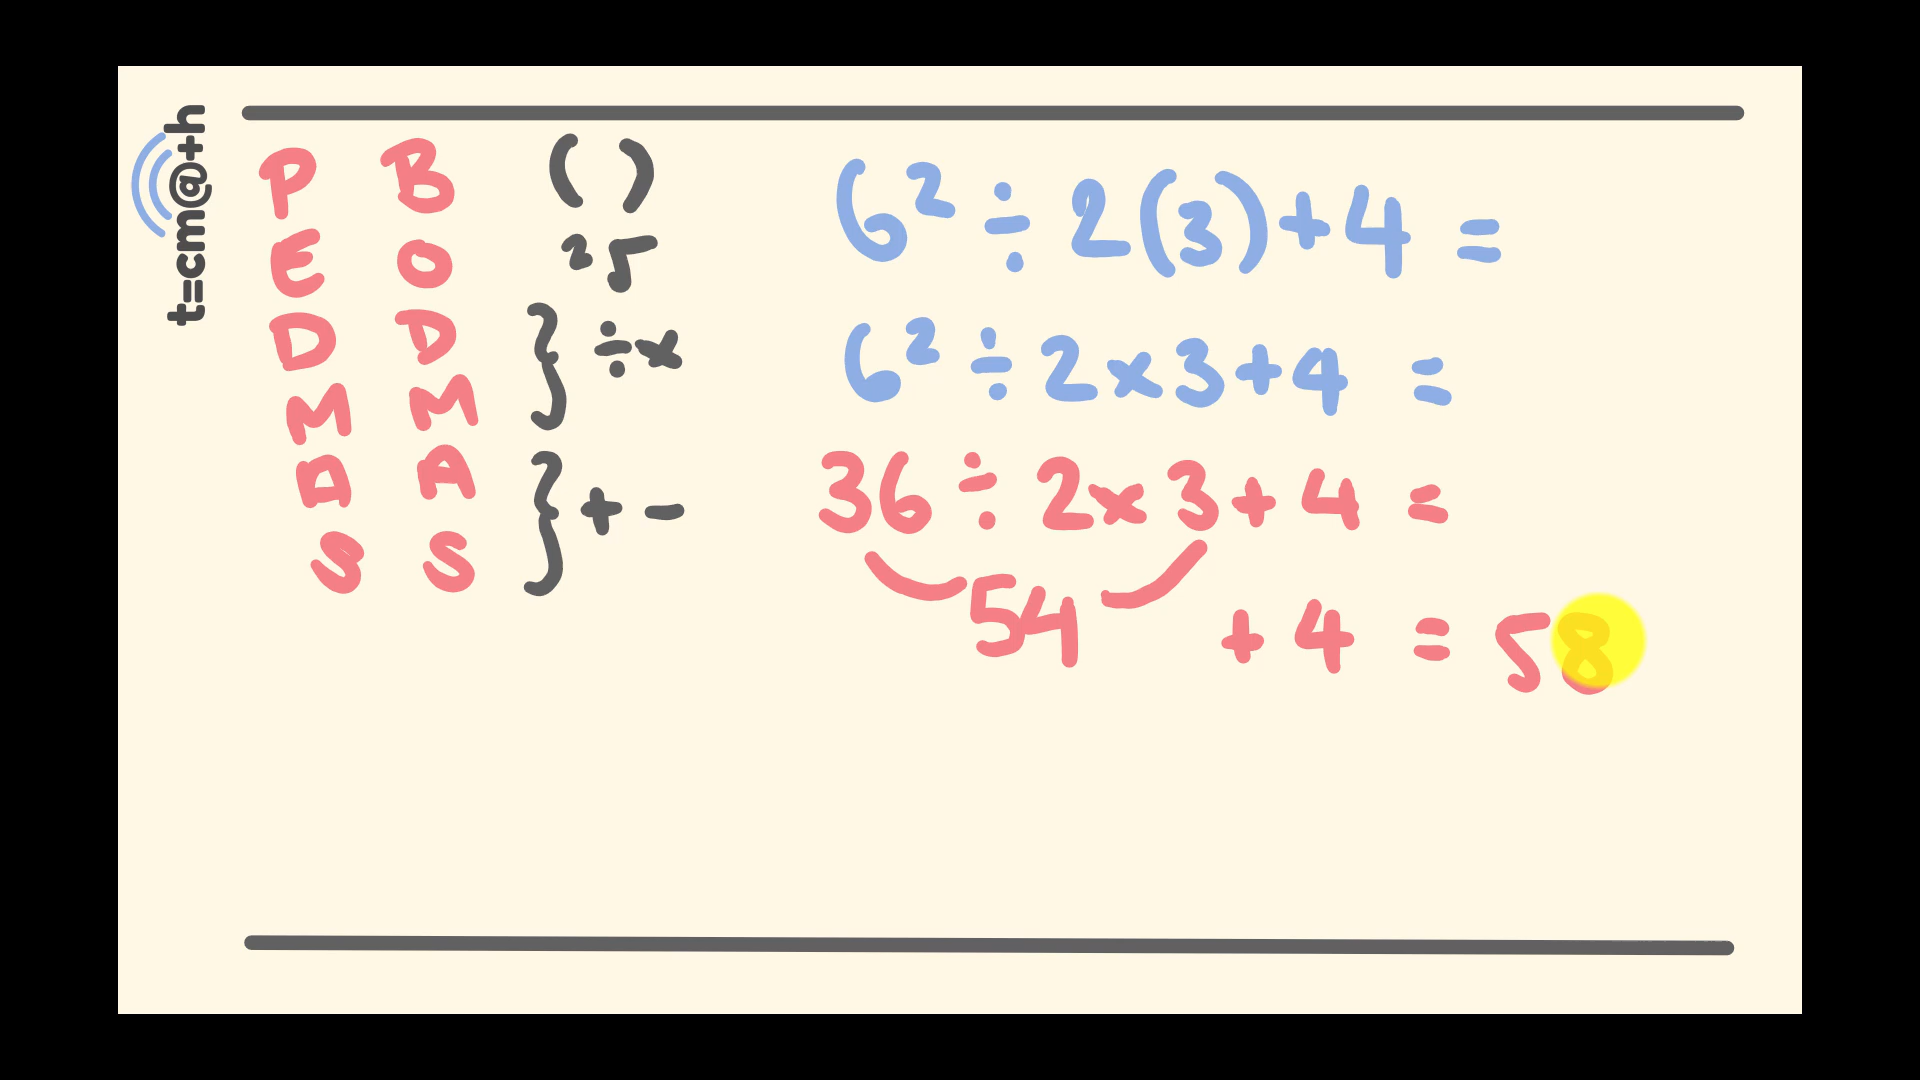 t=cm@+h
P B ( )
E O ²√
D D } ÷×
M M
A A } + −
S S
6² ÷ 2(3)+4 =
6² ÷ 2×3+4 =
36 ÷ 2×3+4 =
54 + 4 = 58